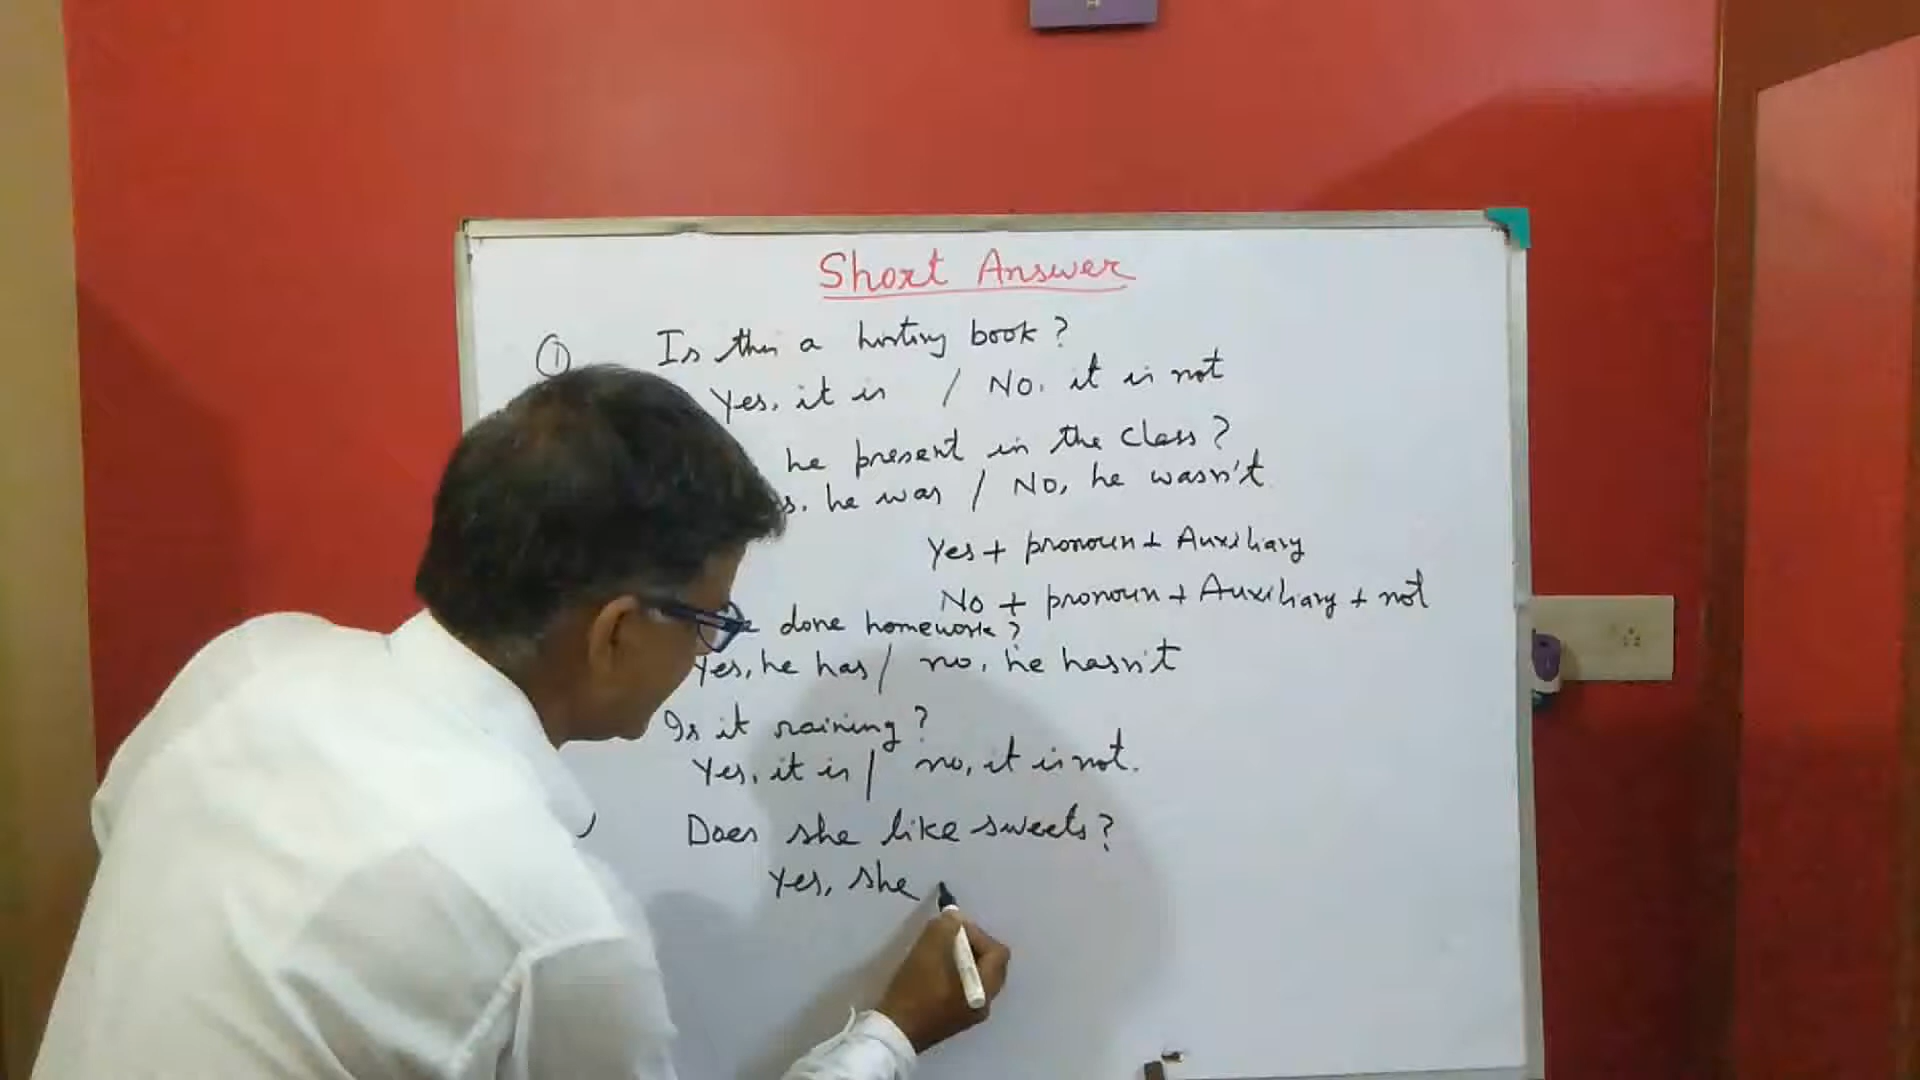 Short Answer
① Is this a history book?
Yes, it is / No. it is not
he present in the class?
s. he was / No, he wasn't
Yes + pronoun + Auxiliary
No + pronoun + Auxiliary + not
e done homework?
Yes, he has / no, he hasn't
Is it raining?
Yes, it is / no, it is not.
Does she like sweets?
Yes, she